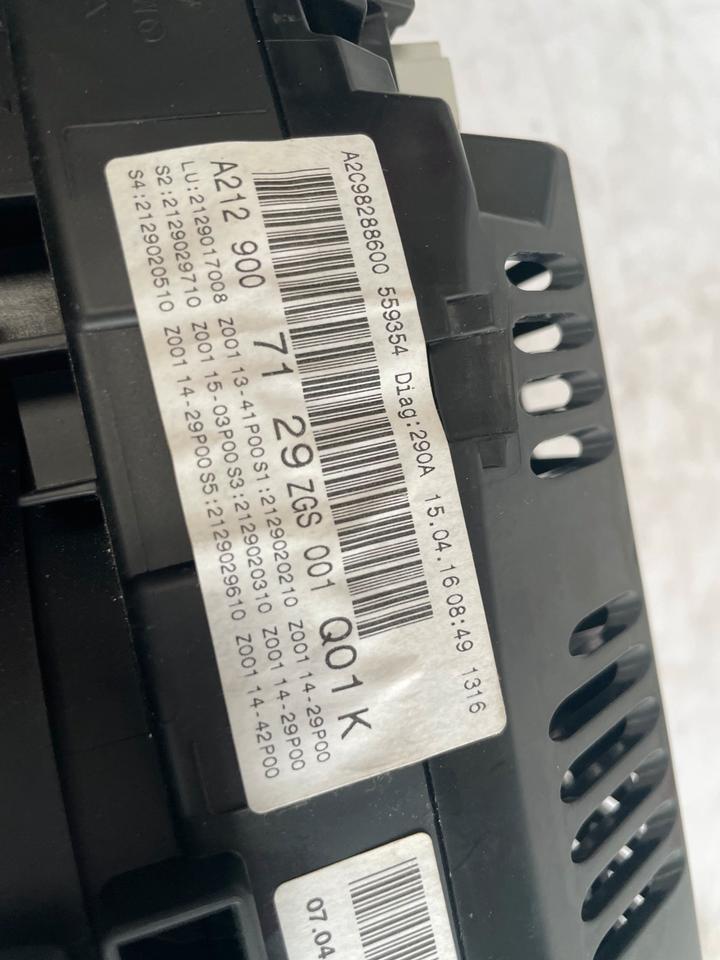 A2C98288600 559354 Diag:290A 15.04.16 08:49 1316
A212 900 71 29 ZGS 001 Q01 K
LU:2129017008 Z001 13-41P00 S1:2129020210 Z001 14-29P00
S2:2129029710 Z001 15-03P00 S3:2129020310 Z001 14-29P00
S4:2129020510 Z001 14-29P00 S5:2129029610 Z001 14-42P00
07.04